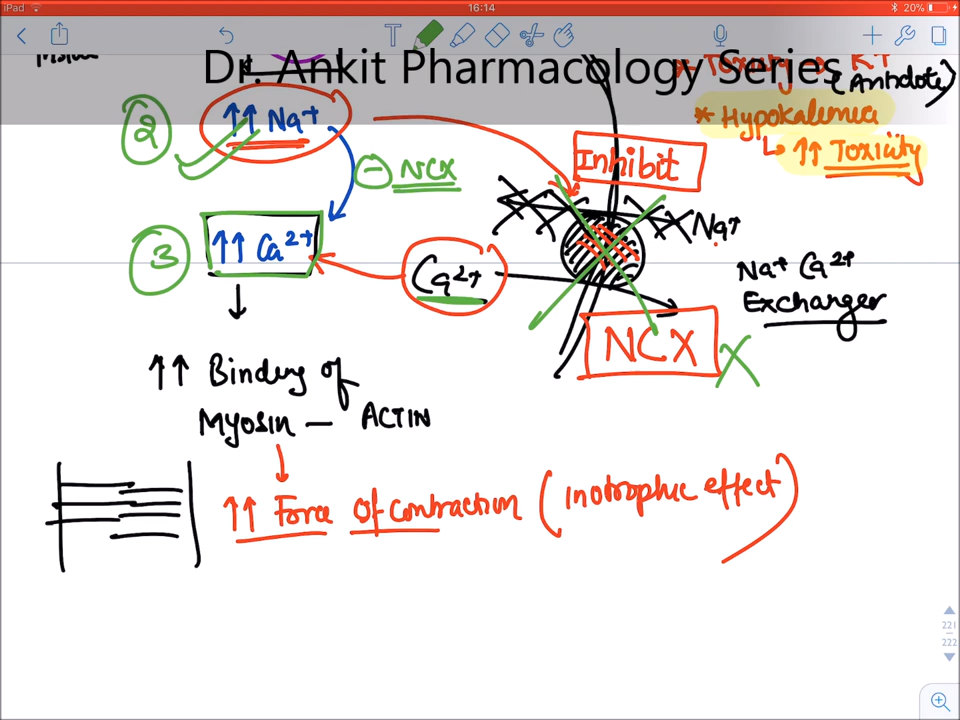 iPad
16:14
20%
T
Dr. Ankit Pharmacology Series
* Toxicity → K+
(Antidote)
* Hypokalemia
↳ ↑↑ Toxicity
2
↑↑ Na+
- NCX
Inhibit
Na+
3
↑↑ Ca2+
Ca2+
Na+ Ca2+
Exchanger
NCX
↑↑ Binding of
Myosin — ACTIN
↑↑ Force of contraction (inotrophic effect)
221
222